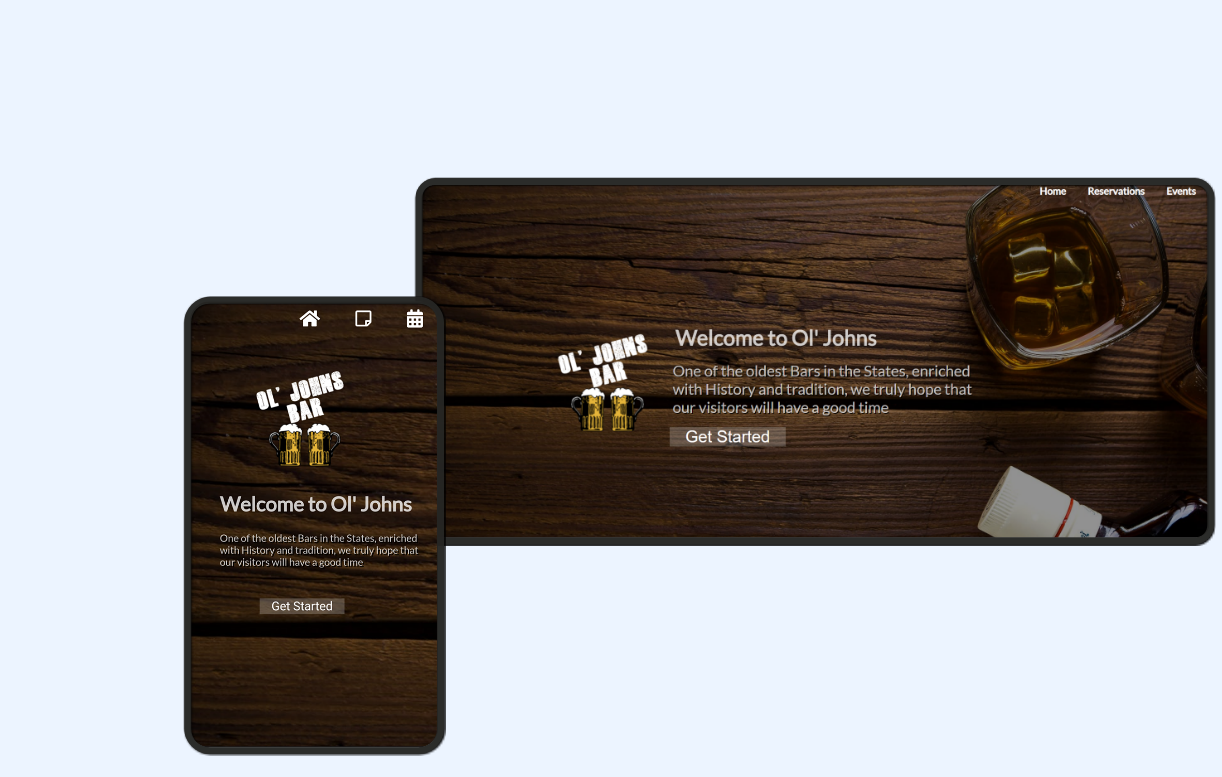 Home Reservations Events
OL' JOHNS
BAR
Welcome to Ol' Johns
One of the oldest Bars in the States, enriched
with History and tradition, we truly hope that
our visitors will have a good time
Get Started
OL' JOHNS
BAR
Welcome to Ol' Johns
One of the oldest Bars in the States, enriched
with History and tradition, we truly hope that
our visitors will have a good time
Get Started